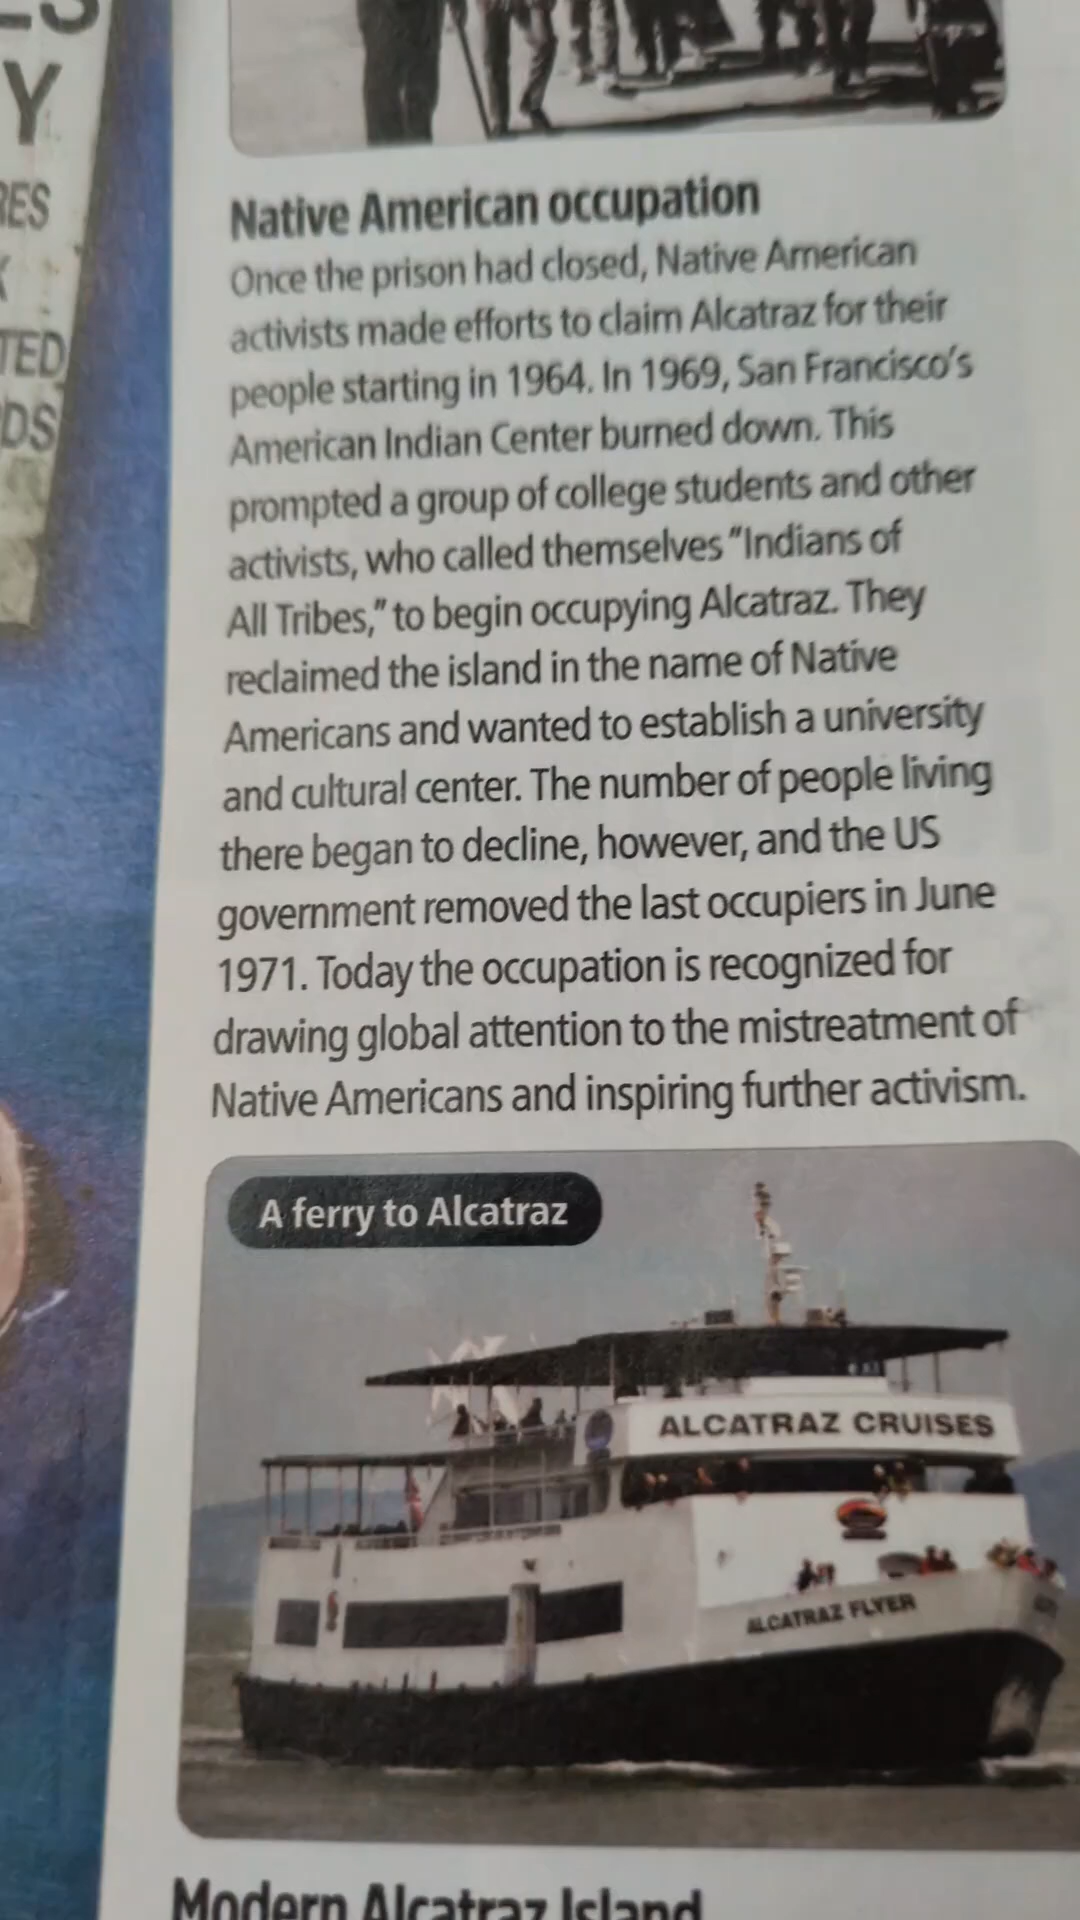 Y
RES
TED
DS
Native American occupation
Once the prison had closed, Native American
activists made efforts to claim Alcatraz for their
people starting in 1964. In 1969, San Francisco's
American Indian Center burned down. This
prompted a group of college students and other
activists, who called themselves "Indians of
All Tribes," to begin occupying Alcatraz. They
reclaimed the island in the name of Native
Americans and wanted to establish a university
and cultural center. The number of people living
there began to decline, however, and the US
government removed the last occupiers in June
1971. Today the occupation is recognized for
drawing global attention to the mistreatment of
Native Americans and inspiring further activism.
A ferry to Alcatraz
ALCATRAZ CRUISES
ALCATRAZ FLYER
Modern Alcatraz Island